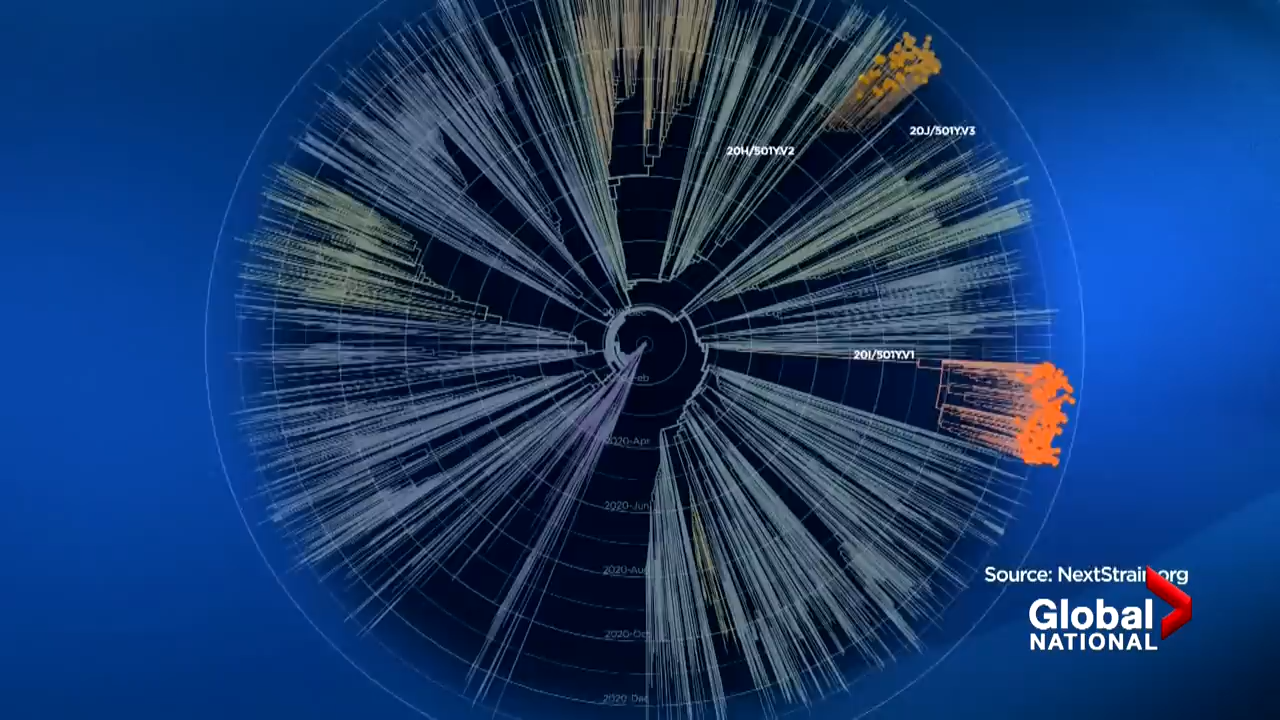 20J/501Y.V3
20H/501Y.V2
20I/501Y.V1
2020-Apr
2020-Jun
2020-Aug
2020-Dec
Source: NextStrain.org
Global
NATIONAL